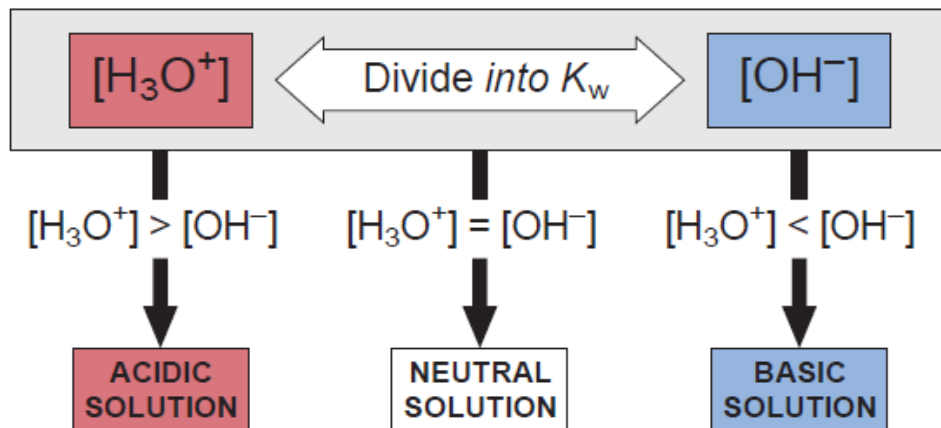 [H₃O⁺] Divide into Kw [OH⁻]
[H₃O⁺] > [OH⁻] [H₃O⁺] = [OH⁻] [H₃O⁺] < [OH⁻]
ACIDIC NEUTRAL BASIC
SOLUTION SOLUTION SOLUTION